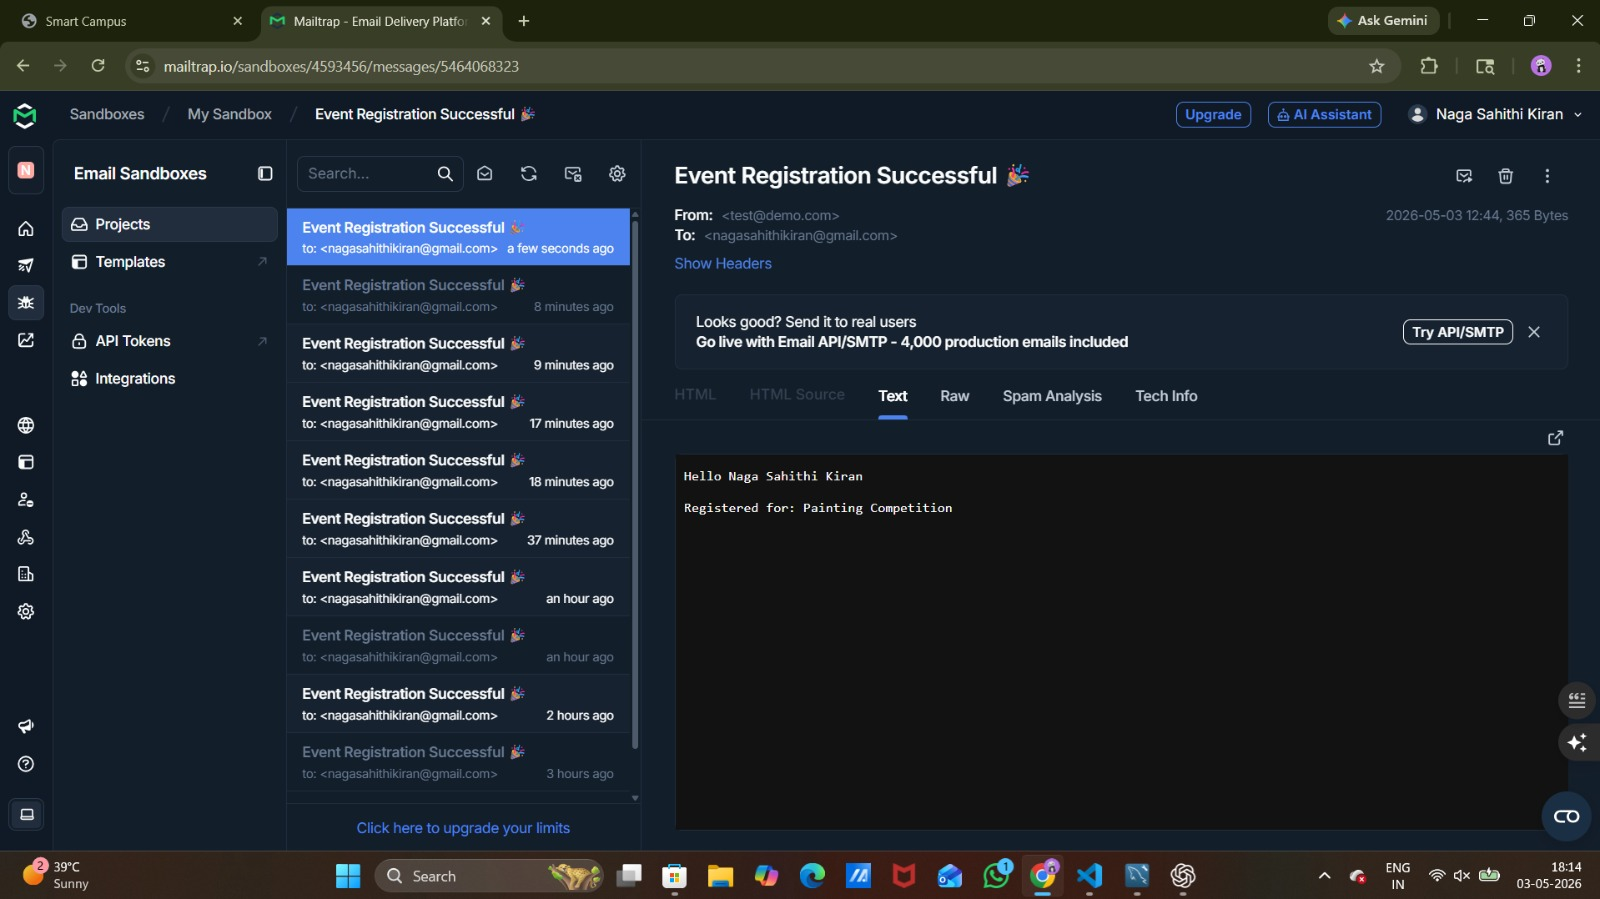 Smart Campus
Mailtrap - Email Delivery Platfo
Ask Gemini
mailtrap.io/sandboxes/4593456/messages/5464068323
Sandboxes / My Sandbox / Event Registration Successful 🎉
Upgrade
AI Assistant
Naga Sahithi Kiran
N
Email Sandboxes
Projects
Templates
Dev Tools
API Tokens
Integrations
Search...
Event Registration Successful 🎉
to: <nagasahithikiran@gmail.com> a few seconds ago
Event Registration Successful 🎉
to: <nagasahithikiran@gmail.com> 8 minutes ago
Event Registration Successful 🎉
to: <nagasahithikiran@gmail.com> 9 minutes ago
Event Registration Successful 🎉
to: <nagasahithikiran@gmail.com> 17 minutes ago
Event Registration Successful 🎉
to: <nagasahithikiran@gmail.com> 18 minutes ago
Event Registration Successful 🎉
to: <nagasahithikiran@gmail.com> 37 minutes ago
Event Registration Successful 🎉
to: <nagasahithikiran@gmail.com> an hour ago
Event Registration Successful 🎉
to: <nagasahithikiran@gmail.com> an hour ago
Event Registration Successful 🎉
to: <nagasahithikiran@gmail.com> 2 hours ago
Event Registration Successful 🎉
to: <nagasahithikiran@gmail.com> 3 hours ago
Click here to upgrade your limits
Event Registration Successful 🎉
From: <test@demo.com>
2026-05-03 12:44, 365 Bytes
To: <nagasahithikiran@gmail.com>
Show Headers
Looks good? Send it to real users
Go live with Email API/SMTP - 4,000 production emails included
Try API/SMTP
HTML HTML Source Text Raw Spam Analysis Tech Info
Hello Naga Sahithi Kiran
Registered for: Painting Competition
2
39°C
Sunny
Search
1
ENG
IN
18:14
03-05-2026